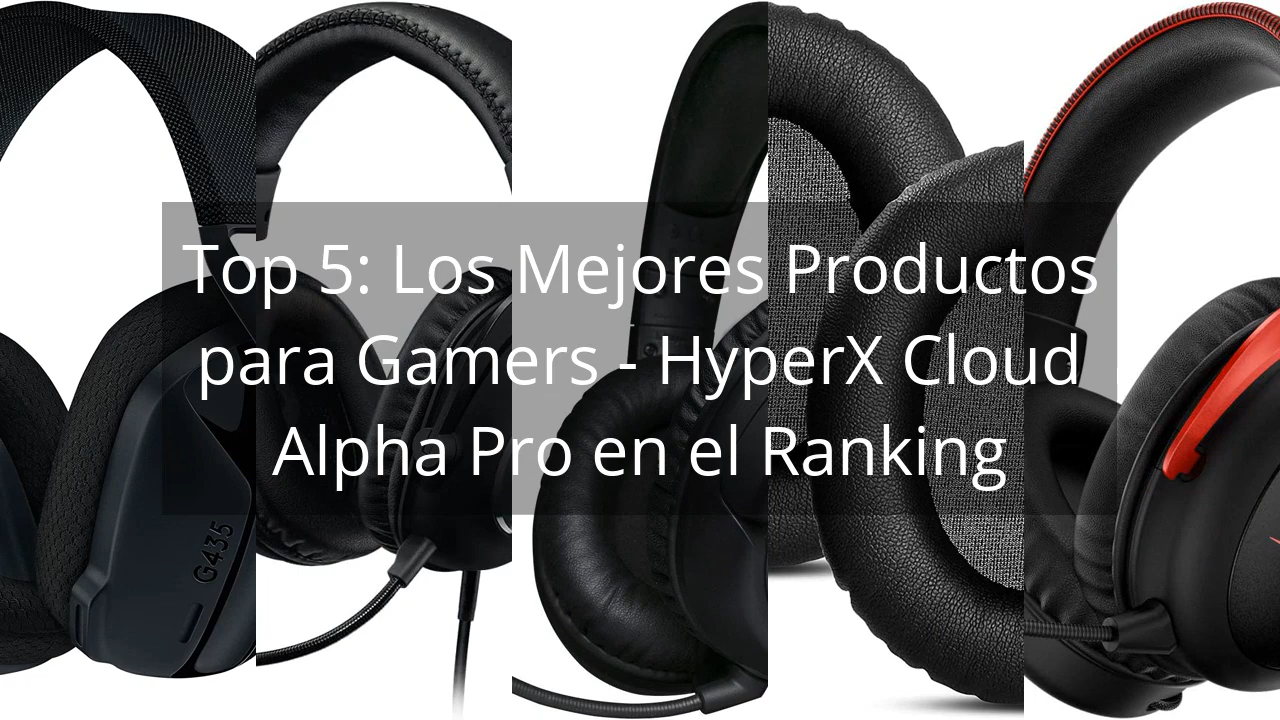 Top 5: Los Mejores Productos
para Gamers - HyperX Cloud
Alpha Pro en el Ranking
G435